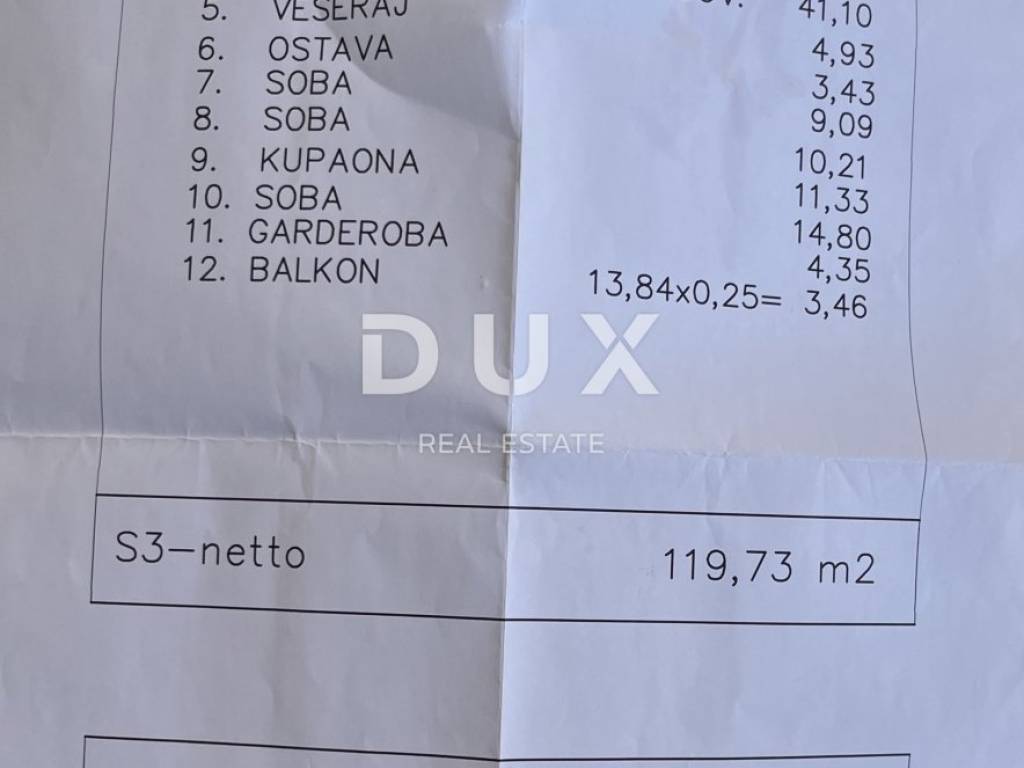 5. VEŠERAJ 41,10
6. OSTAVA 4,93
7. SOBA 3,43
8. SOBA 9,09
9. KUPAONA 10,21
10. SOBA 11,33
11. GARDEROBA 14,80
12. BALKON 4,35
13,84x0,25= 3,46
DUX
REAL ESTATE
S3-netto 119,73 m2